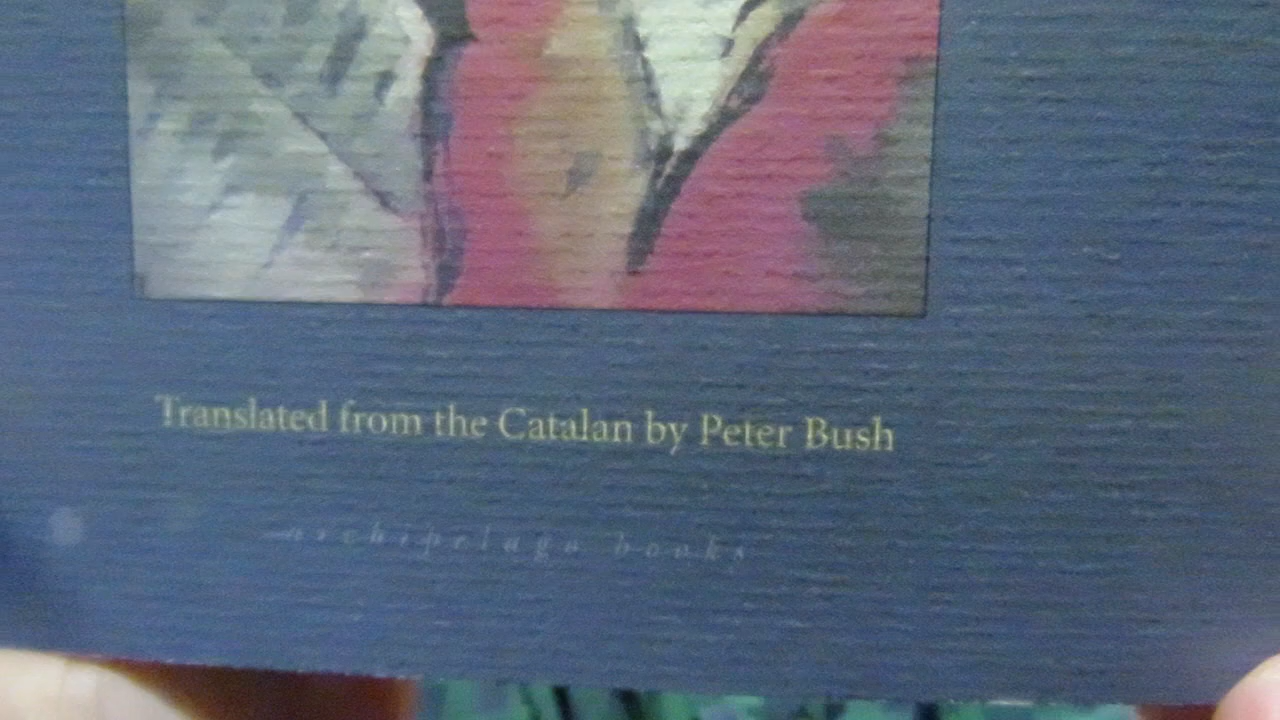 Translated from the Catalan by Peter Bush
archipelago books